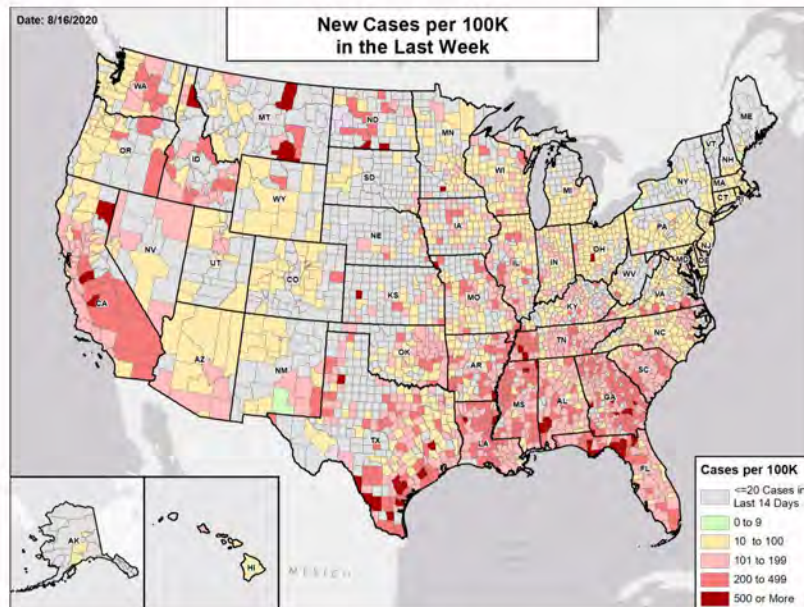 Date: 8/16/2020
New Cases per 100K
in the Last Week
WA
MT
ND
MN
ME
VT
NH
OR
ID
WI
NY
MA
CT
SD
MI
WY
PA
NJ
IA
NE
OH
MD
DE
NV
UT
IL
IN
WV
CO
VA
KS
MO
KY
CA
NC
TN
OK
AZ
NM
AR
SC
MS
AL
GA
TX
LA
FL
AK
HI
MEXICO
Cases per 100K
<=20 Cases in
Last 14 Days
0 to 9
10 to 100
101 to 199
200 to 499
500 or More